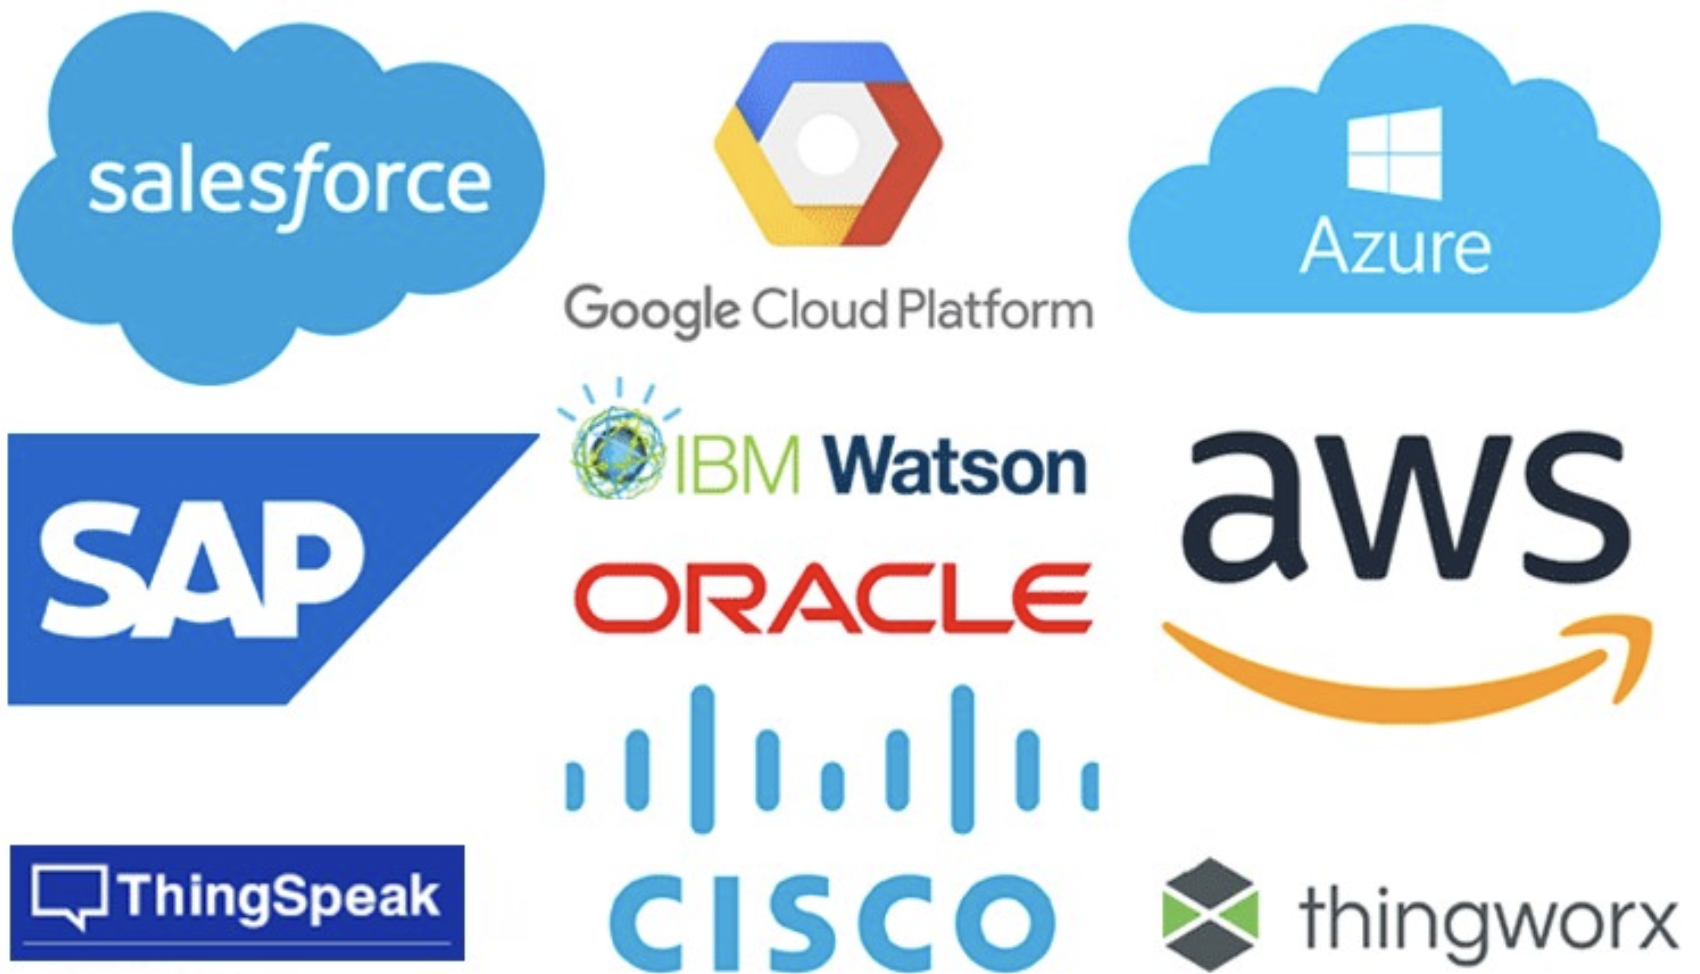 salesforce
Google Cloud Platform
Azure
SAP
IBM Watson
ORACLE
aws
ThingSpeak
CISCO
thingworx